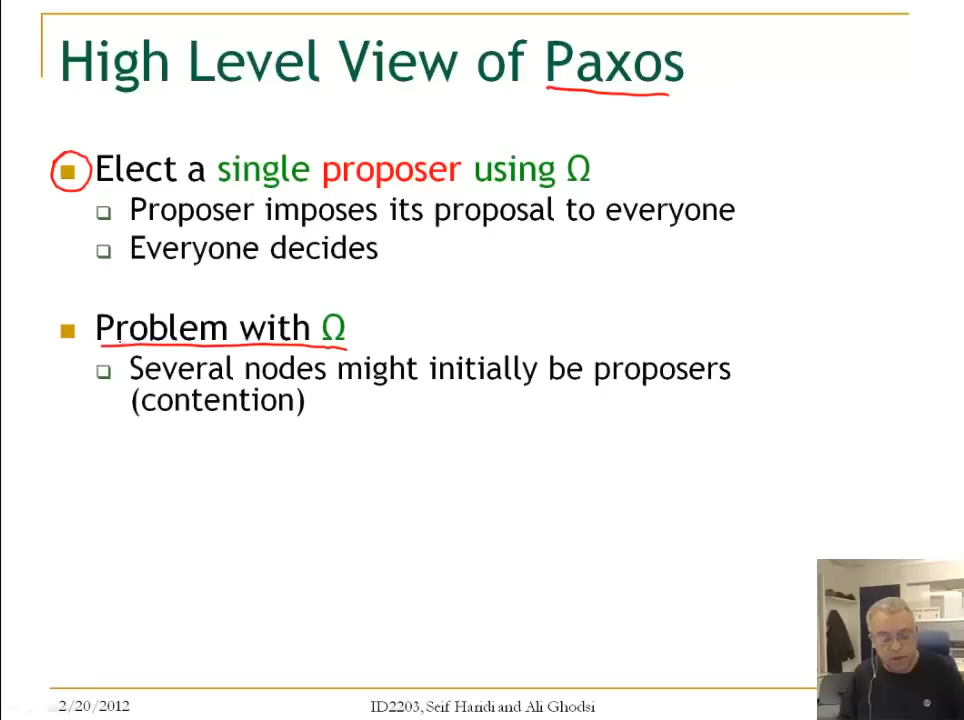 High Level View of Paxos
Elect a single proposer using Ω
Proposer imposes its proposal to everyone
Everyone decides
Problem with Ω
Several nodes might initially be proposers
(contention)
2/20/2012
ID2203, Seif Haridi and Ali Ghodsi